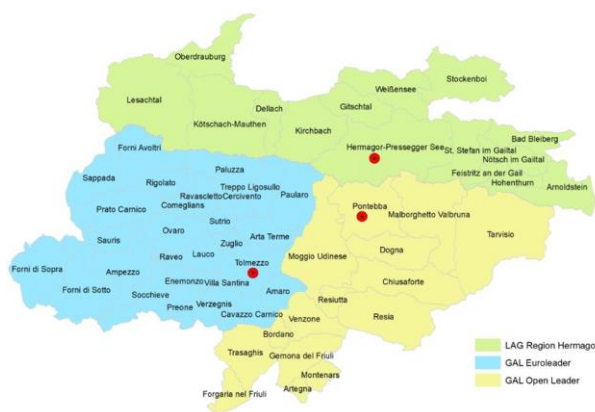 Oberdrauburg
Stockenboi
Weißensee
Lesachtal
Dellach
Gitschtal
Kötschach-Mauthen
Kirchbach
Bad Bleiberg
Hermagor-Pressegger See
St. Stefan im Gailtal
Nötsch im Gailtal
Forni Avoltri
Feistritz an der Gail
Hohenthurn
Arnoldstein
Paluzza
Sappada
Rigolato
Treppo Ligosullo
Ravascletto
Cercivento
Paularo
Comeglians
Prato Carnico
Pontebba
Malborghetto Valbruna
Sutrio
Ovaro
Arta Terme
Tarvisio
Sauris
Zuglio
Dogna
Lauco
Moggio Udinese
Raveo
Tolmezzo
Forni di Sopra
Ampezzo
Enemonzo
Villa Santina
Chiusaforte
Forni di Sotto
Amaro
Socchieve
Resiutta
Preone
Verzegnis
Cavazzo Carnico
Venzone
Resia
Bordano
Trasaghis
Gemona del Friuli
Montenars
Artegna
Forgaria nel Friuli
LAG Region Hermago
GAL Euroleader
GAL Open Leader